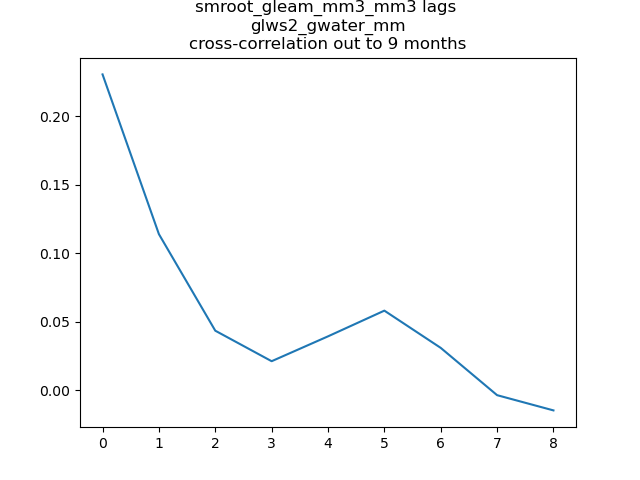 smroot_gleam_mm3_mm3 lags
glws2_gwater_mm
cross-correlation out to 9 months
0.20
0.15
0.10
0.05
0.00
0 1 2 3 4 5 6 7 8